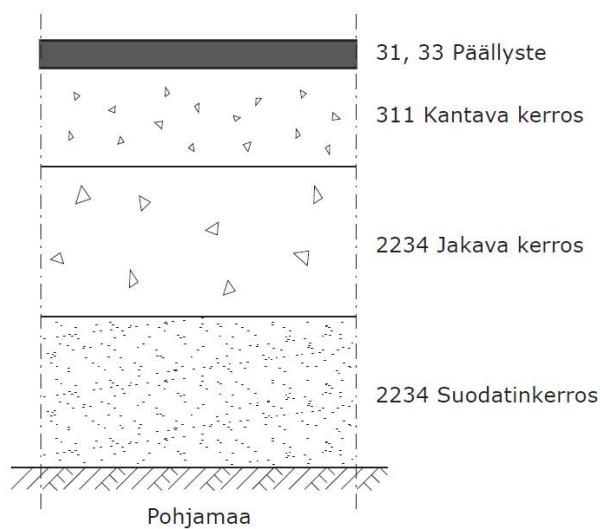 31, 33 Päällyste
311 Kantava kerros
2234 Jakava kerros
2234 Suodatinkerros
Pohjamaa